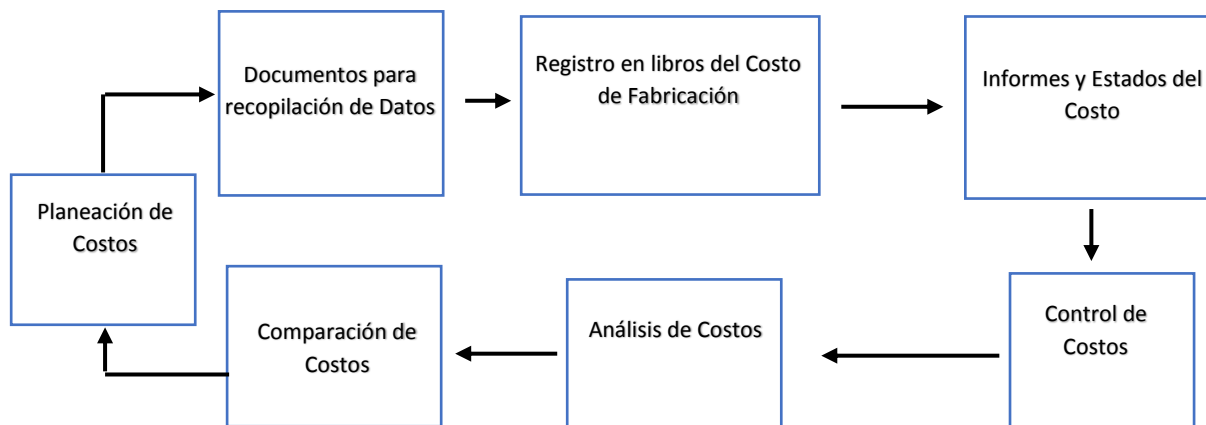 Documentos para
recopilación de Datos
Registro en libros del Costo
de Fabricación
Informes y Estados del
Costo
Planeación de
Costos
Comparación de
Costos
Análisis de Costos
Control de
Costos